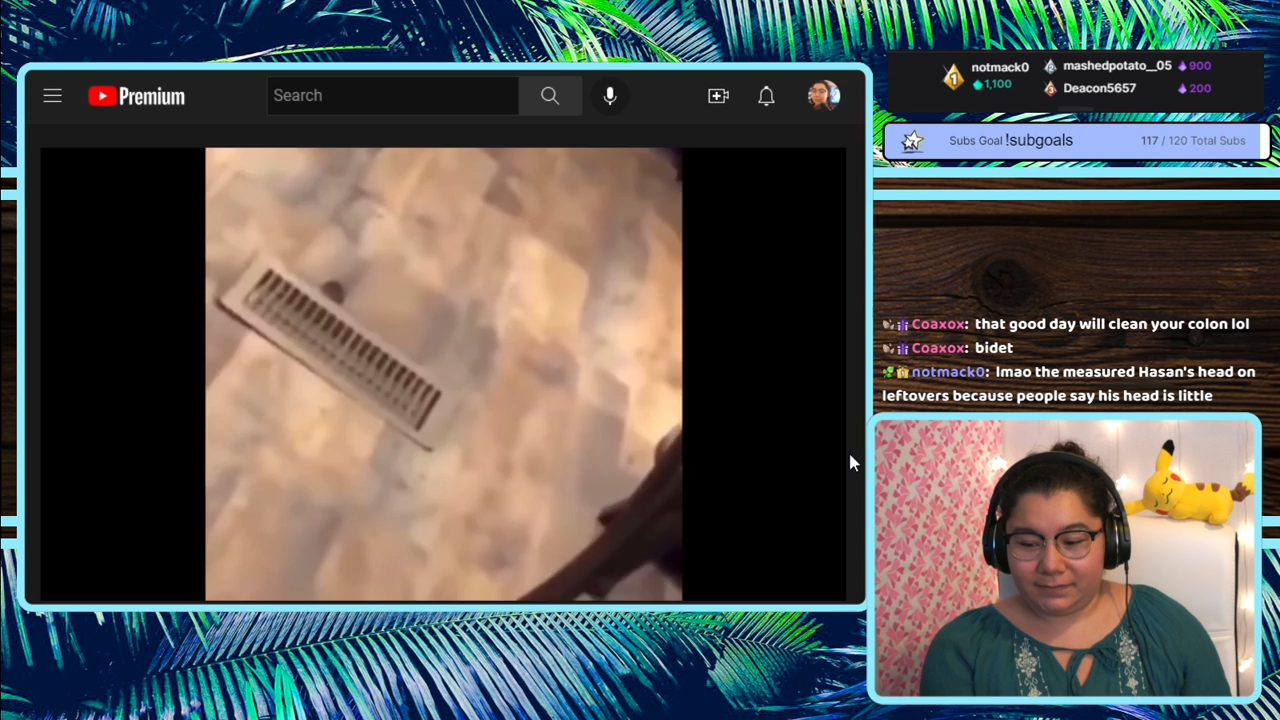 Premium
Search
1
notmack0
1,100
mashedpotato__05
900
Deacon5657
200
Subs Goal !subgoals
117 / 120 Total Subs
Coaxox: that good day will clean your colon lol
Coaxox: bidet
notmack0: lmao the measured Hasan's head on
leftovers because people say his head is little